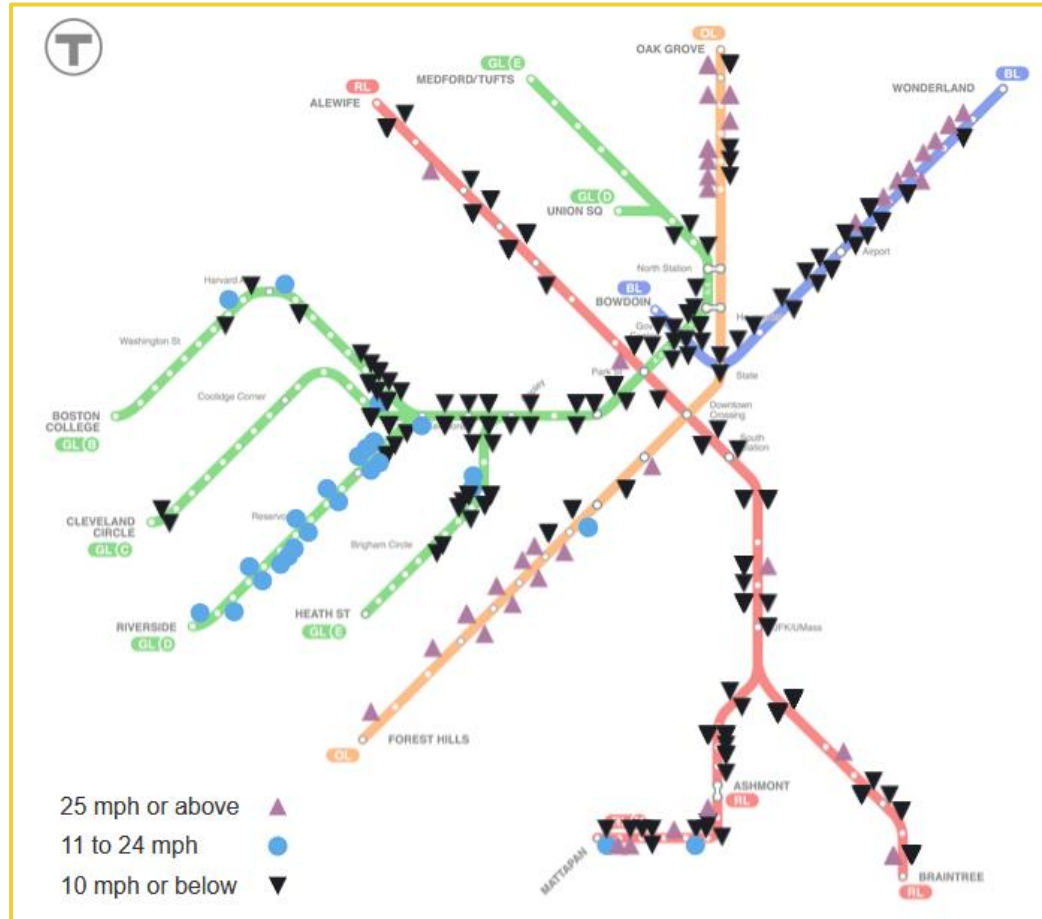 T
OL
OAK GROVE
GL E
MEDFORD/TUFTS
BL
WONDERLAND
RL
ALEWIFE
GL D
UNION SQ
North Station
Airport
BL
BOWDOIN
Washington St
Coolidge Corner
Park St
State
BOSTON
COLLEGE
GL B
Downtown
Crossing
South
CLEVELAND
CIRCLE
GL C
Brigham Circle
RIVERSIDE
GL D
HEATH ST
GL E
JFK/UMass
OL
FOREST HILLS
ASHMONT
RL
MATTAPAN
BRAINTREE
RL
25 mph or above
11 to 24 mph
10 mph or below